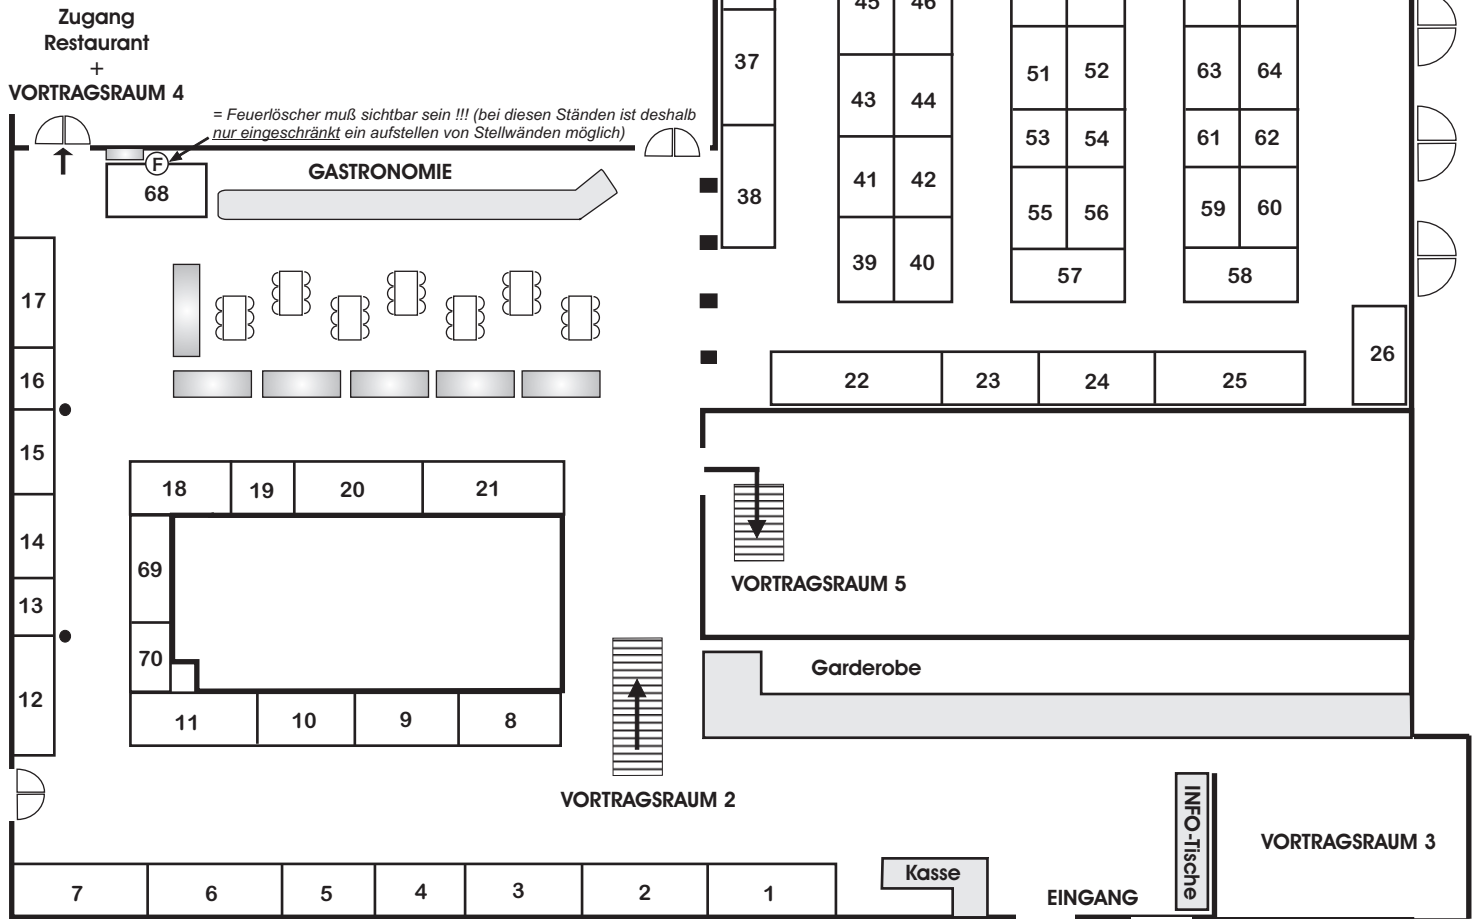 Zugang
Restaurant
+
VORTRAGSRAUM 4
= Feuerlöscher muß sichtbar sein !!! (bei diesen Ständen ist deshalb
nur eingeschränkt ein aufstellen von Stellwänden möglich)
F
68
GASTRONOMIE
45 46
37
51 52
63 64
43 44
53 54
61 62
38
41 42
55 56
59 60
39 40
57
58
17
16
15
14
13
12
26
22 23 24 25
18 19 20 21
69
70
11 10 9 8
VORTRAGSRAUM 5
Garderobe
VORTRAGSRAUM 2
INFO-Tische
VORTRAGSRAUM 3
Kasse
EINGANG
7 6 5 4 3 2 1